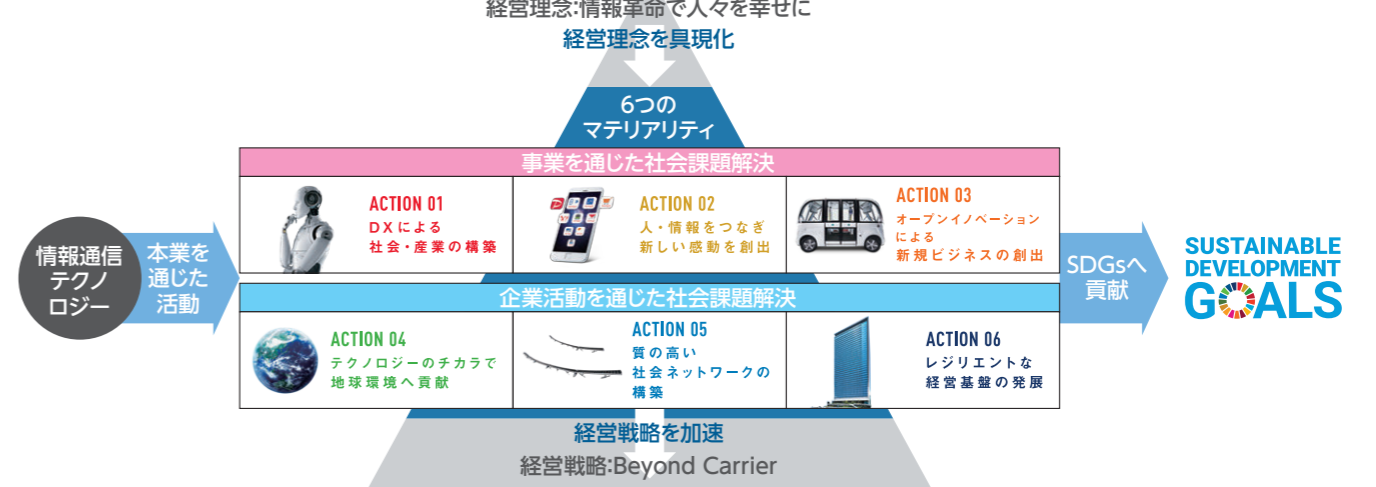 経営理念:情報革命で人々を幸せに
経営理念を具現化
6つの
マテリアリティ
事業を通じた社会課題解決
ACTION 01
DXによる
社会・産業の構築
ACTION 02
人・情報をつなぎ
新しい感動を創出
ACTION 03
オープンイノベーション
による
新規ビジネスの創出
情報通信
テクノ
ロジー
本業を
通じた
活動
SDGsへ
貢献
SUSTAINABLE
DEVELOPMENT
GOALS
企業活動を通じた社会課題解決
ACTION 04
テクノロジーのチカラで
地球環境へ貢献
ACTION 05
質の高い
社会ネットワークの
構築
ACTION 06
レジリエントな
経営基盤の発展
経営戦略を加速
経営戦略:Beyond Carrier